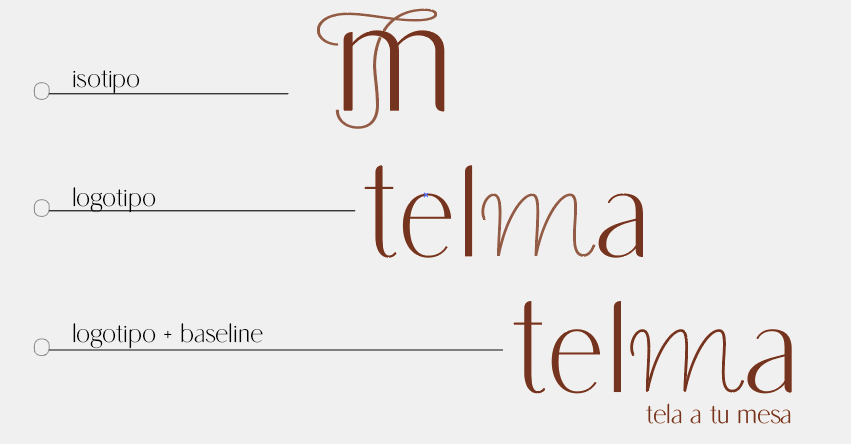 isotipo
m
logotipo
telma
logotipo + baseline
telma
tela a tu mesa